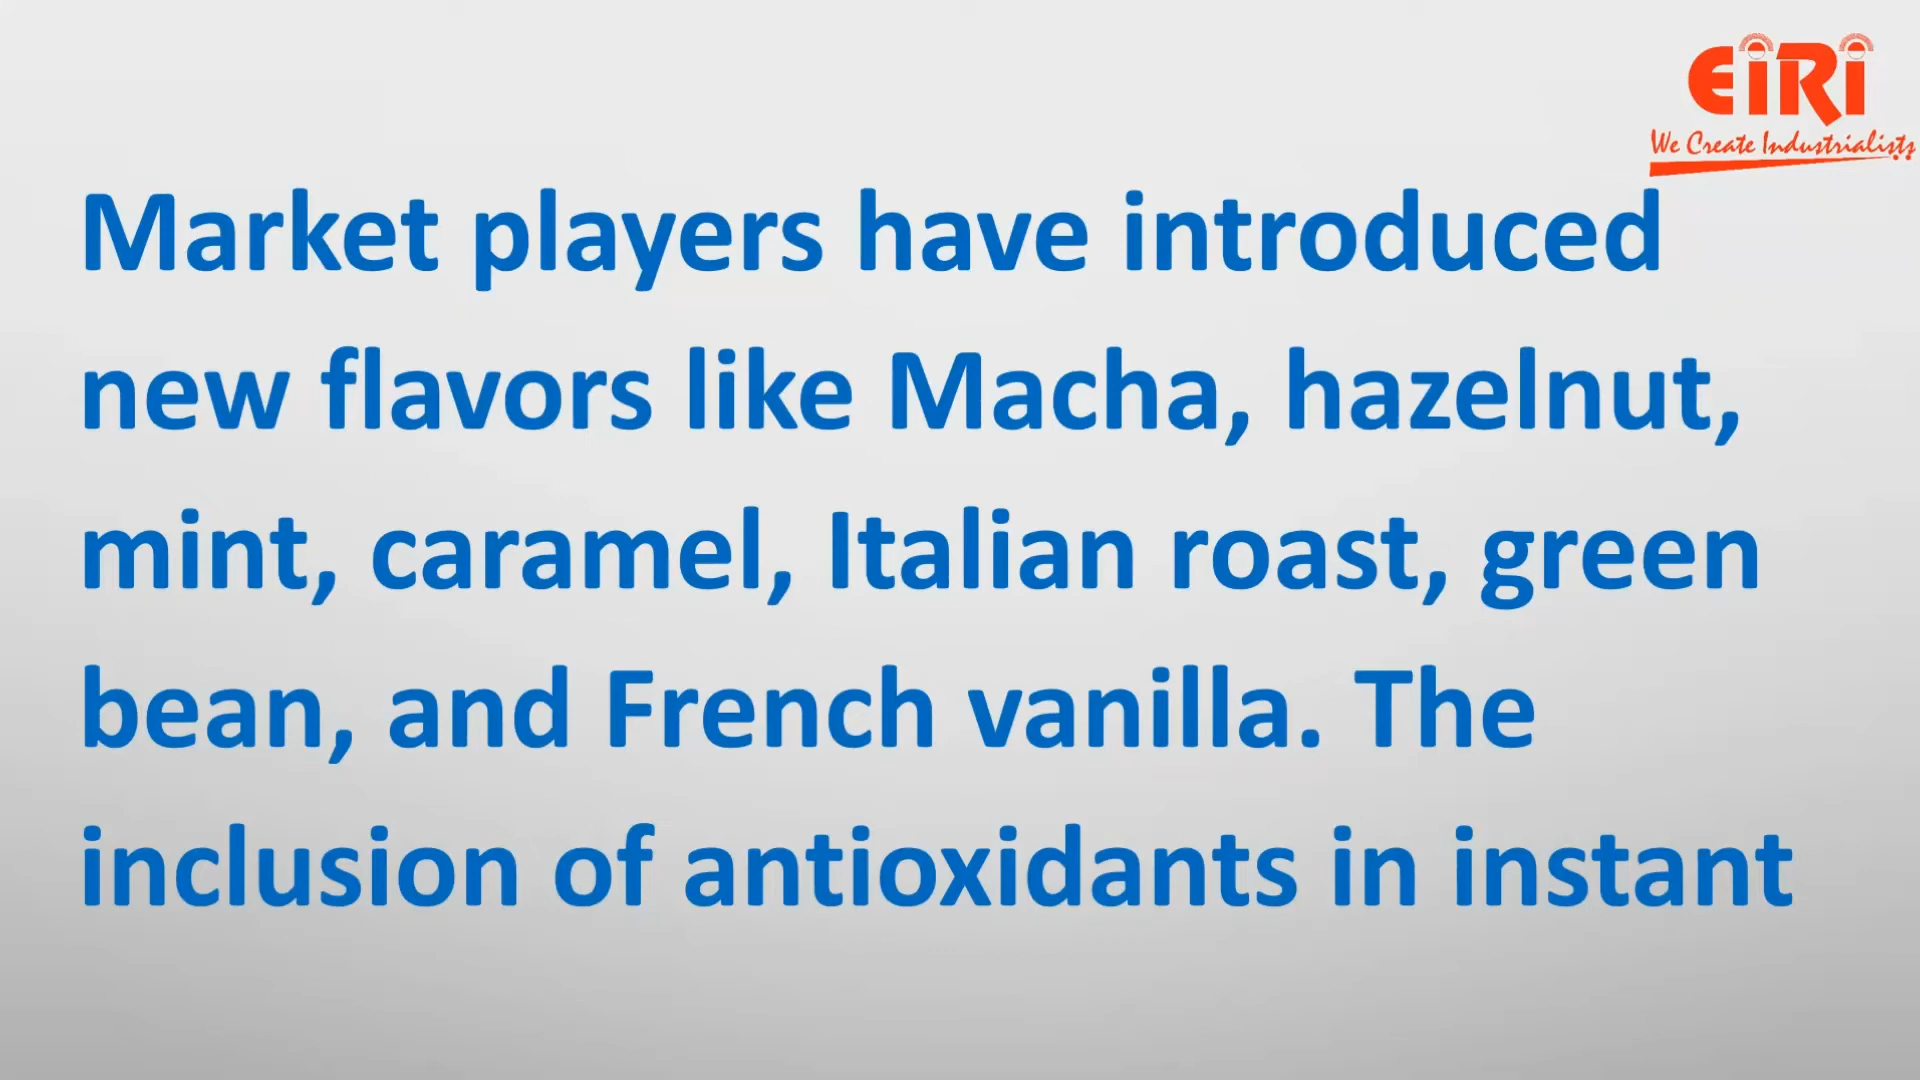 EiRi
We Create Industrialists
Market players have introduced
new flavors like Macha, hazelnut,
mint, caramel, Italian roast, green
bean, and French vanilla. The
inclusion of antioxidants in instant